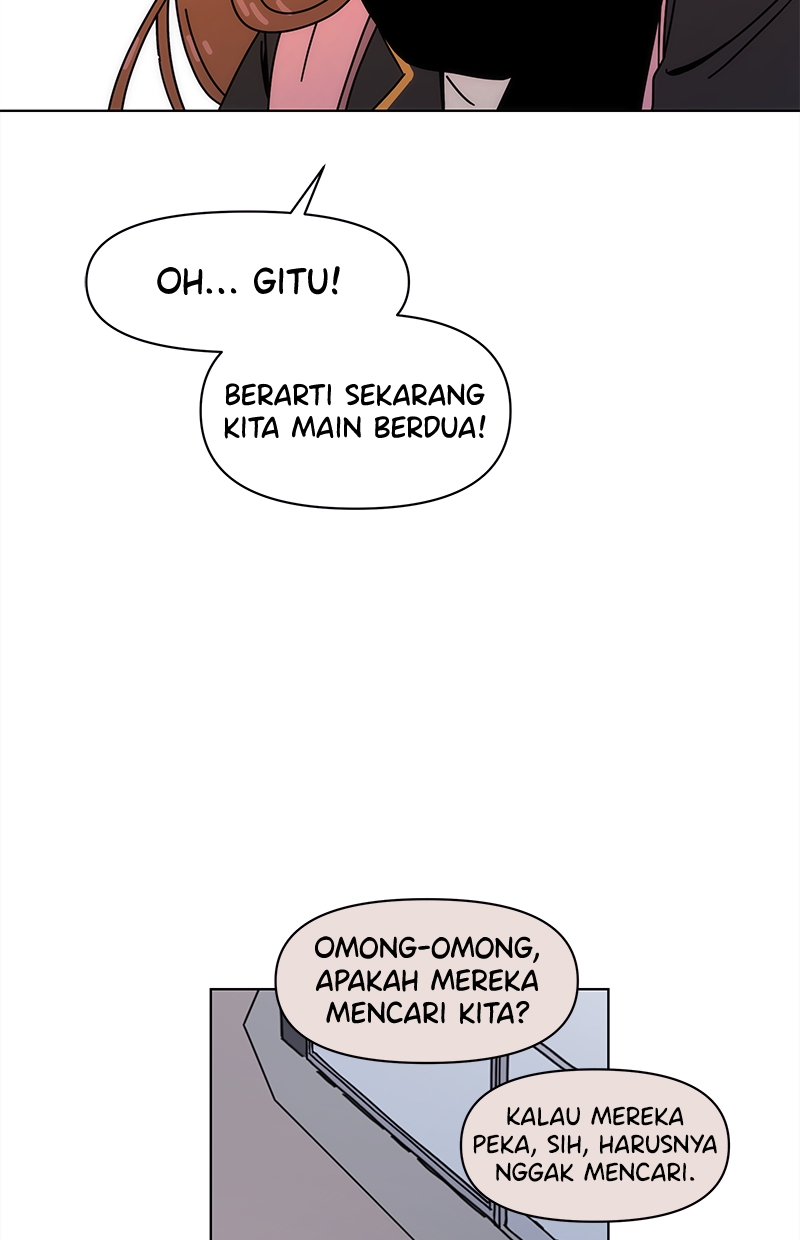 OH... GITU!
BERARTI SEKARANG
KITA MAIN BERDUA!
OMONG-OMONG,
APAKAH MEREKA
MENCARI KITA?
KALAU MEREKA
PEKA, SIH, HARUSNYA
NGGAK MENCARI.